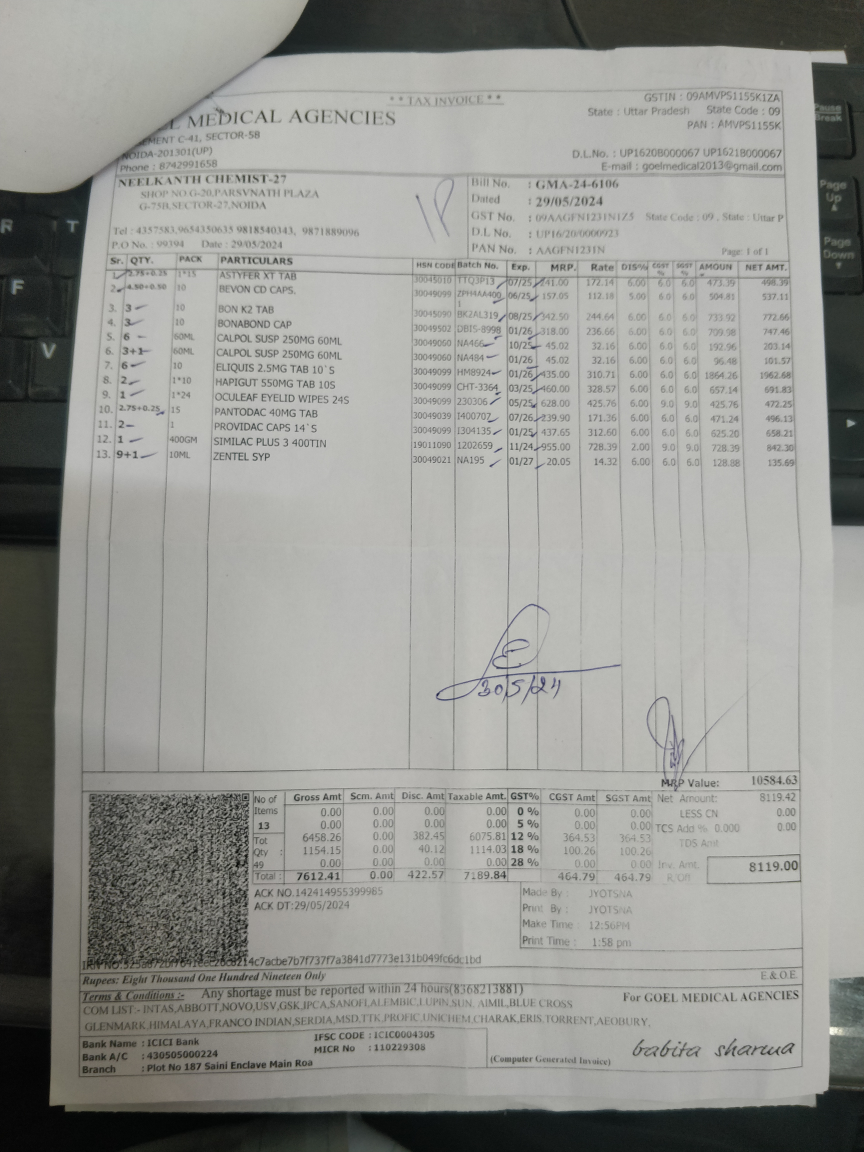 ** TAX INVOICE **
GSTIN : 09AMVPS1155K1ZA
State : Uttar Pradesh State Code : 09
PAN : AMVPS1155K
MEDICAL AGENCIES
C-41, SECTOR-58
NOIDA-201301(UP)
Phone : 8742991658
D.L.No. : UP1620B000067 UP1621B000067
E-mail : goelmedical2013@gmail.com
NEELKANTH CHEMIST-27
SHOP NO.G-20,PARSVNATH PLAZA
G-75B,SECTOR-27,NOIDA
Tel : 4357583,9654350635 9818540343, 9871889096
P.O No. : 99394 Date : 29/05/2024
Bill No. : GMA-24-6106
Dated : 29/05/2024
GST No. : 09AAGFN1231N1Z5 State Code : 09 , State : Uttar P
D.L No. : UP16/20/0000923
PAN No. : AAGFN1231N
Page: 1 of 1
Sr. QTY. PACK PARTICULARS HSN CODE Batch No. Exp. MRP. Rate DIS% CGST % SGST % AMOUN NET AMT.
1. 2.75+0.25 1*15 ASTYFER XT TAB 30045010 TTQ3P13 07/25 241.00 172.14 6.00 6.0 6.0 473.39 498.39
2. 4.50+0.50 10 BEVON CD CAPS. 30049099 ZPH4AA400 1 06/25 157.05 112.18 5.00 6.0 6.0 504.81 537.11
3. 3 10 BON K2 TAB 30045090 BK2AL319 08/25 342.50 244.64 6.00 6.0 6.0 733.92 772.66
4. 3 10 BONABOND CAP 30049502 DBIS-8998 01/26 318.00 236.66 6.00 6.0 6.0 709.98 747.46
5. 6 60ML CALPOL SUSP 250MG 60ML 30049060 NA466 10/25 45.02 32.16 6.00 6.0 6.0 192.96 203.14
6. 3+1 60ML CALPOL SUSP 250MG 60ML 30049060 NA484 01/26 45.02 32.16 6.00 6.0 6.0 96.48 101.57
7. 6 10 ELIQUIS 2.5MG TAB 10`S 30049099 HM8924 01/26 435.00 310.71 6.00 6.0 6.0 1864.26 1962.68
8. 2 1*10 HAPIGUT 550MG TAB 10S 30049099 CHT-3364 03/25 460.00 328.57 6.00 6.0 6.0 657.14 691.83
9. 1 1*24 OCULEAF EYELID WIPES 24S 30049099 230306 05/25 628.00 425.76 6.00 9.0 9.0 425.76 472.25
10. 2.75+0.25 15 PANTODAC 40MG TAB 30049039 I400702 07/26 239.90 171.36 6.00 6.0 6.0 471.24 496.13
11. 2 1 PROVIDAC CAPS 14`S 30049099 I304135 01/25 437.65 312.60 6.00 6.0 6.0 625.20 658.21
12. 1 400GM SIMILAC PLUS 3 400TIN 19011090 1202659 11/24 955.00 728.39 2.00 9.0 9.0 728.39 842.30
13. 9+1 10ML ZENTEL SYP 30049021 NA195 01/27 20.05 14.32 6.00 6.0 6.0 128.88 135.69
30/5/24
MRP Value: 10584.63
No of Items 13
Tot Qty : 49
Gross Amt Scm. Amt Disc. Amt Taxable Amt. GST% CGST Amt SGST Amt
0.00 0.00 0.00 0.00 0 % 0.00 0.00
0.00 0.00 0.00 0.00 5 % 0.00 0.00
6458.26 0.00 382.45 6075.81 12 % 364.53 364.53
1154.15 0.00 40.12 1114.03 18 % 100.26 100.26
0.00 0.00 0.00 0.00 28 % 0.00 0.00
Total : 7612.41 0.00 422.57 7189.84 464.79 464.79
Net Amount: 8119.42
LESS CN 0.00
TCS Add % 0.000 0.00
TDS Amt
Inv. Amt. 8119.00
R/Off
ACK NO.142414955399985
ACK DT:29/05/2024
Made By : JYOTSNA
Print By : JYOTSNA
Make Time : 12:56PM
Print Time : 1:58 pm
Rupees: Eight Thousand One Hundred Nineteen Only
E.& O.E.
Terms & Conditions :- Any shortage must be reported within 24 hours(8368213881)
For GOEL MEDICAL AGENCIES
COM LIST:- INTAS,ABBOTT,NOVO,USV,GSK,IPCA,SANOFI,ALEMBIC,LUPIN,SUN, AIMIL,BLUE CROSS
GLENMARK,HIMALAYA,FRANCO INDIAN,SERDIA,MSD,TTK,PROFIC,UNICHEM,CHARAK,ERIS,TORRENT,AEOBURY,
Bank Name : ICICI Bank
IFSC CODE : ICIC0004305
Bank A/C : 430505000224
MICR No : 110229308
Branch : Plot No 187 Saini Enclave Main Roa
(Computer Generated Invoice)
babita sharma
Pause
Break
Page
Up
Page
Down
R
T
F
V